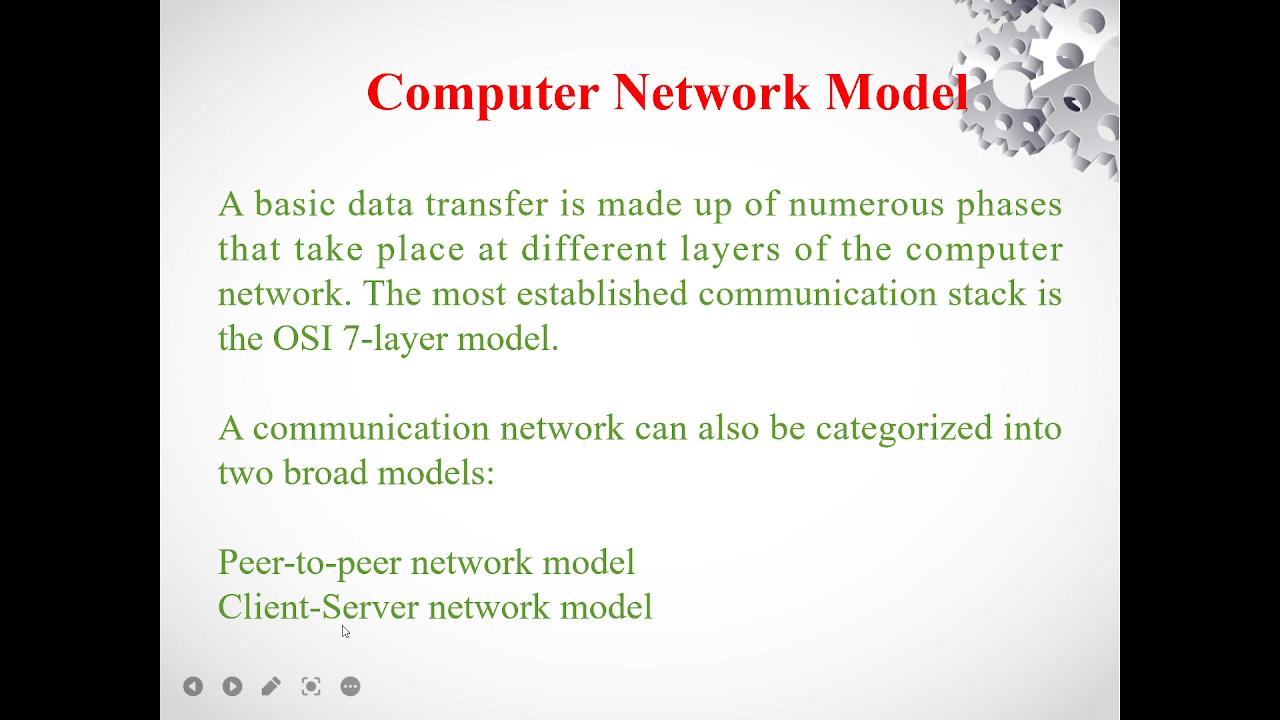 Computer Network Model
A basic data transfer is made up of numerous phases
that take place at different layers of the computer
network. The most established communication stack is
the OSI 7-layer model.
A communication network can also be categorized into
two broad models:
Peer-to-peer network model
Client-Server network model